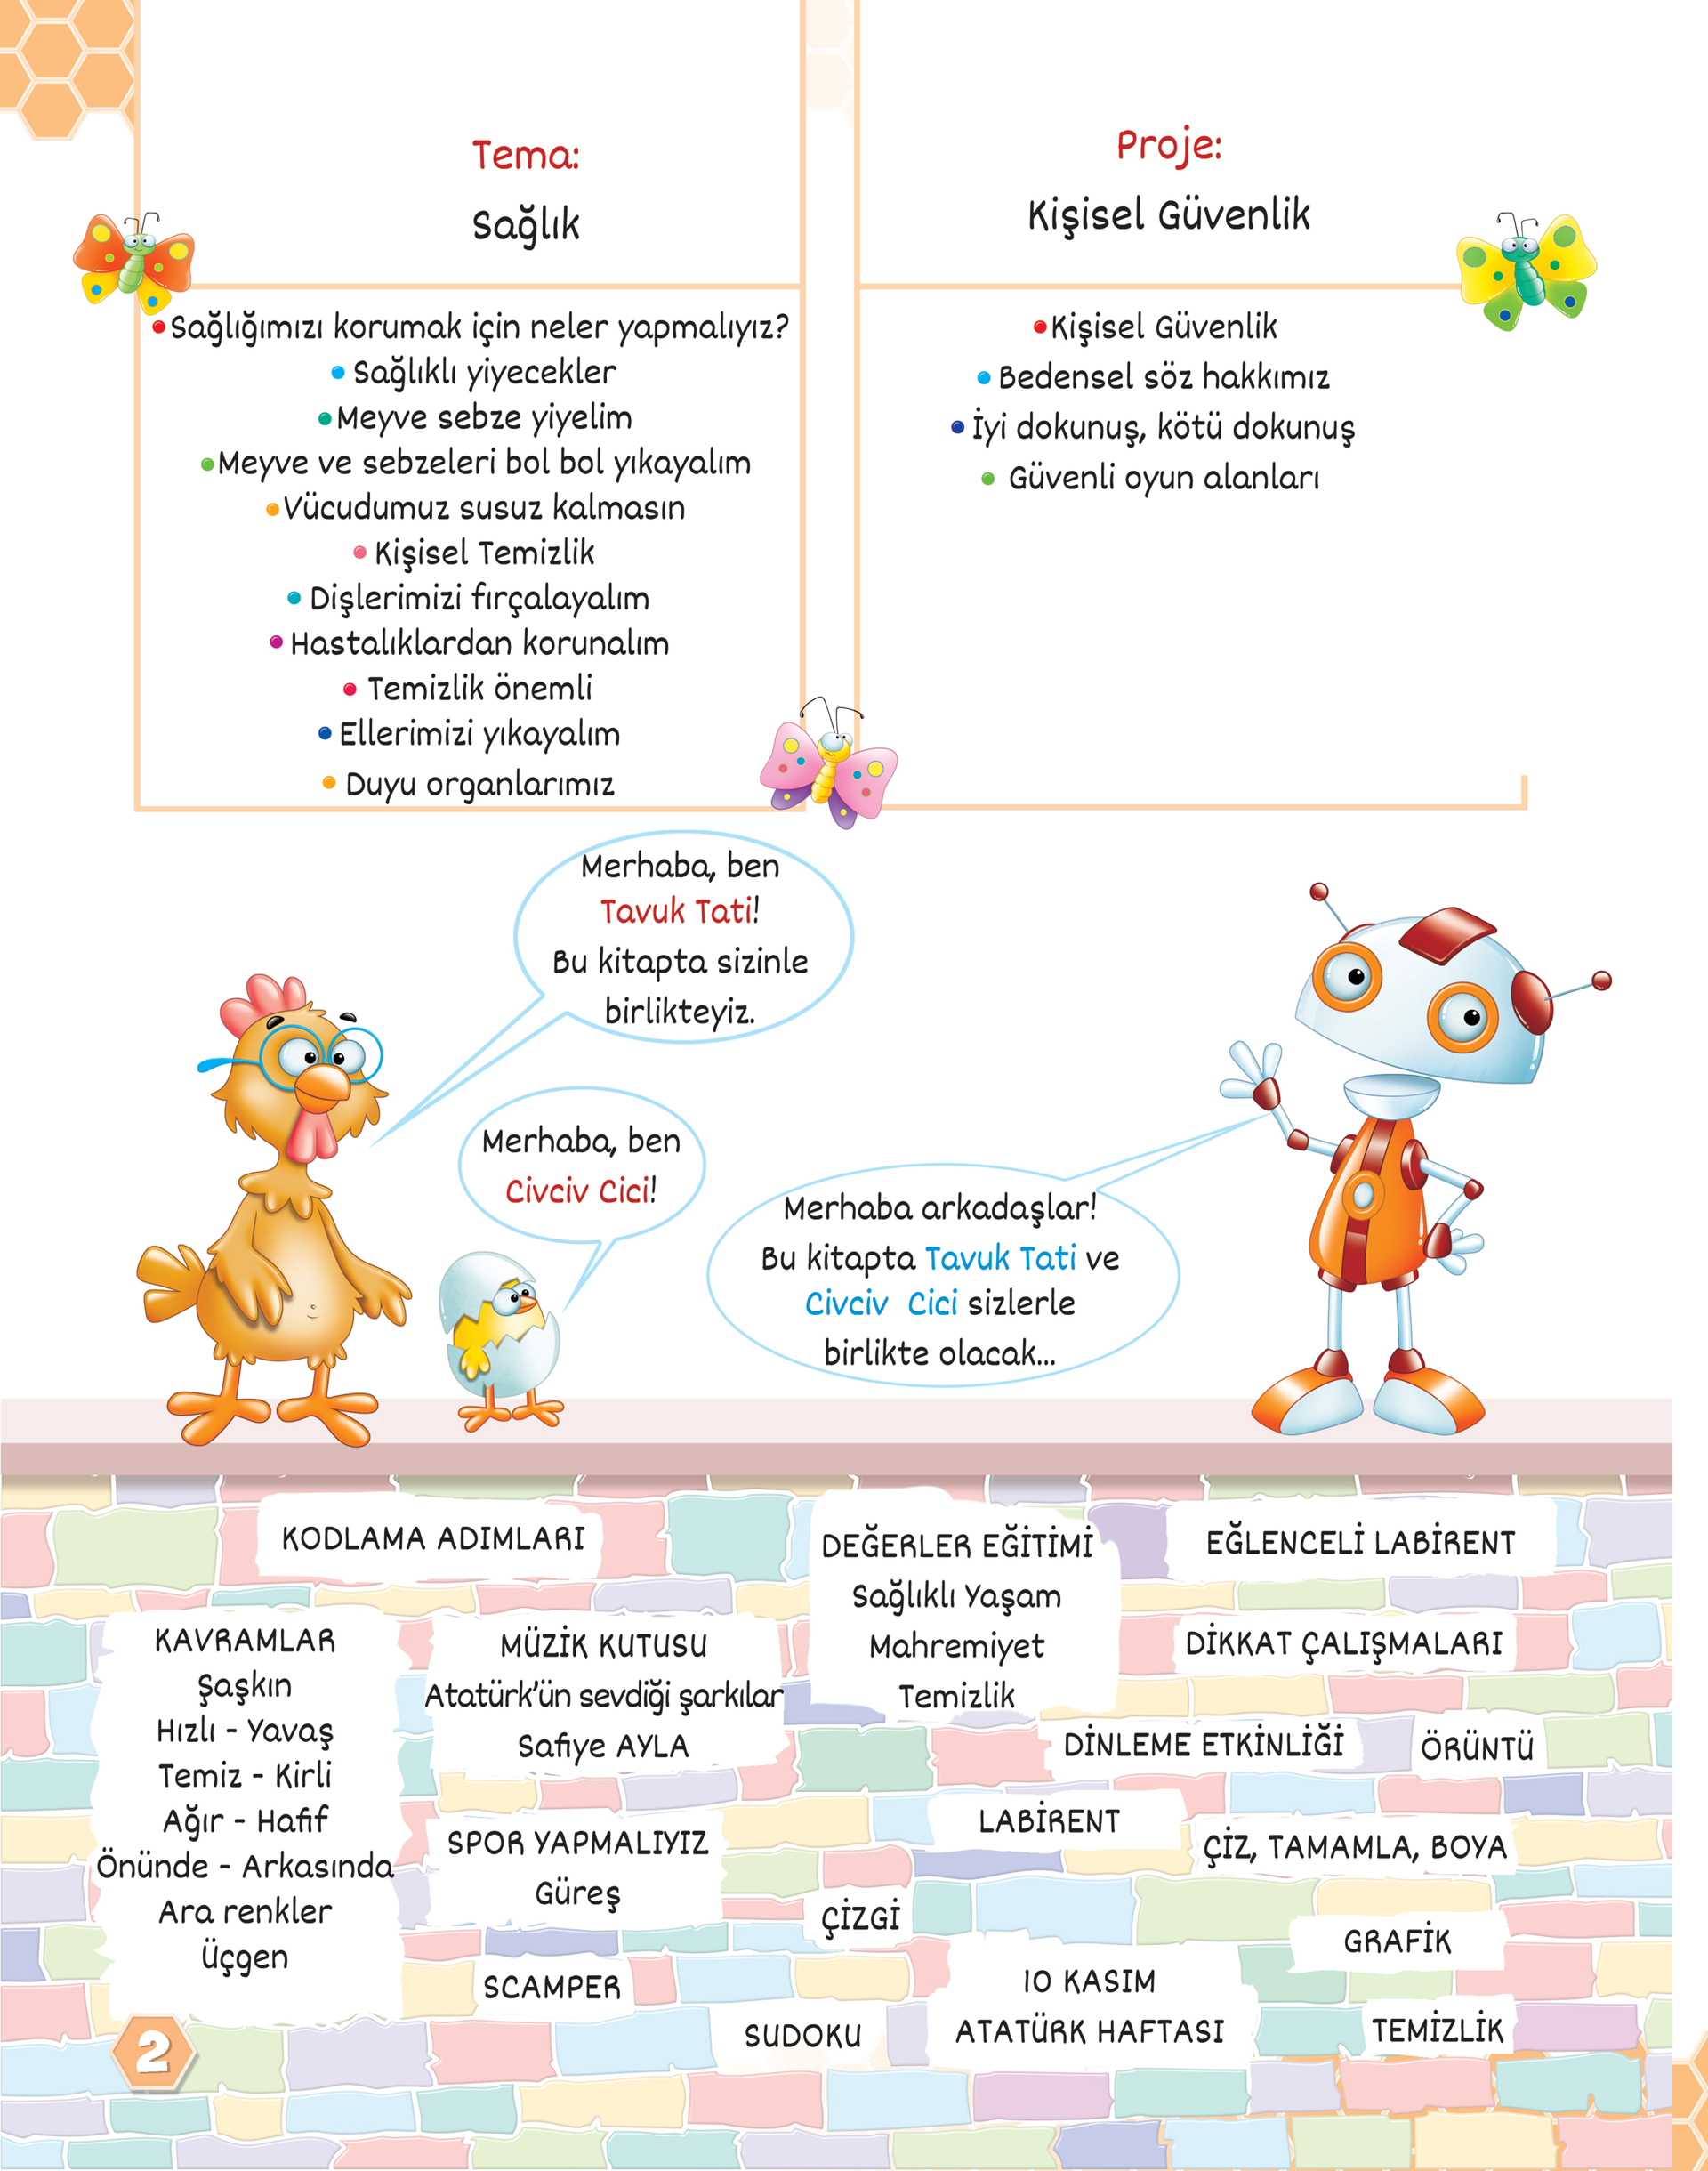 Tema:
Sağlık
• Sağlığımızı korumak için neler yapmalıyız?
• Sağlıklı yiyecekler
• Meyve sebze yiyelim
• Meyve ve sebzeleri bol bol yıkayalım
• Vücudumuz susuz kalmasın
• Kişisel Temizlik
• Dişlerimizi fırçalayalım
• Hastalıklardan korunalım
• Temizlik önemli
• Ellerimizi yıkayalım
• Duyu organlarımız
Proje:
Kişisel Güvenlik
• Kişisel Güvenlik
• Bedensel söz hakkımız
• İyi dokunuş, kötü dokunuş
• Güvenli oyun alanları
Merhaba, ben
Tavuk Tati!
Bu kitapta sizinle
birlikteyiz.
Merhaba, ben
Civciv Cici!
Merhaba arkadaşlar!
Bu kitapta Tavuk Tati ve
Civciv Cici sizlerle
birlikte olacak...
KODLAMA ADIMLARI
KAVRAMLAR
Şaşkın
Hızlı - Yavaş
Temiz - Kirli
Ağır - Hafif
Önünde - Arkasında
Ara renkler
Üçgen
MÜZİK KUTUSU
Atatürk'ün sevdiği şarkılar
Safiye AYLA
SPOR YAPMALIYIZ
Güreş
SCAMPER
DEĞERLER EĞİTİMİ
Sağlıklı Yaşam
Mahremiyet
Temizlik
EĞLENCELİ LABİRENT
DİKKAT ÇALIŞMALARI
DİNLEME ETKİNLİĞİ
ÖRÜNTÜ
LABİRENT
ÇİZ, TAMAMLA, BOYA
ÇİZGİ
GRAFİK
10 KASIM
ATATÜRK HAFTASI
SUDOKU
TEMİZLİK
2